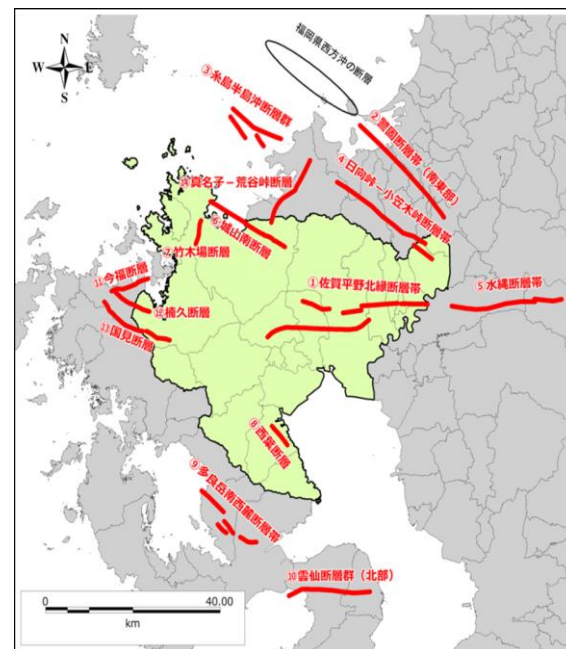 N
W E
S
福岡県西方沖の断層
③糸島半島沖断層群
②警固断層帯（南東部）
④日向峠－小笠木峠断層帯
真名子－荒谷峠断層
⑥城山南断層
⑦竹木場断層
⑪今福断層
①佐賀平野北縁断層帯
⑤水縄断層帯
⑫楠久断層
⑬国見断層
⑧西葉断層
⑨多良岳南西麓断層帯
⑩雲仙断層群（北部）
0 40.00
km